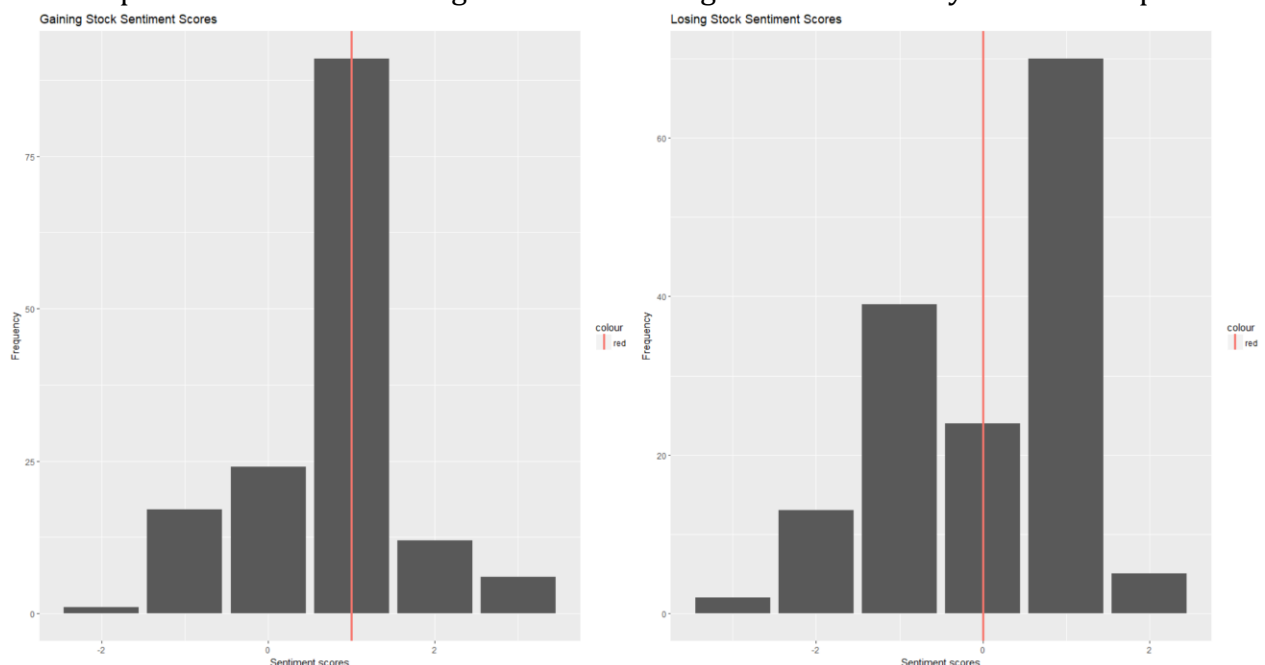 Gaining Stock Sentiment Scores
75
50
25
0
Frequency
-2
0
2
Sentiment scores
colour
red
Losing Stock Sentiment Scores
60
40
20
0
Frequency
-2
0
2
Sentiment scores
colour
red